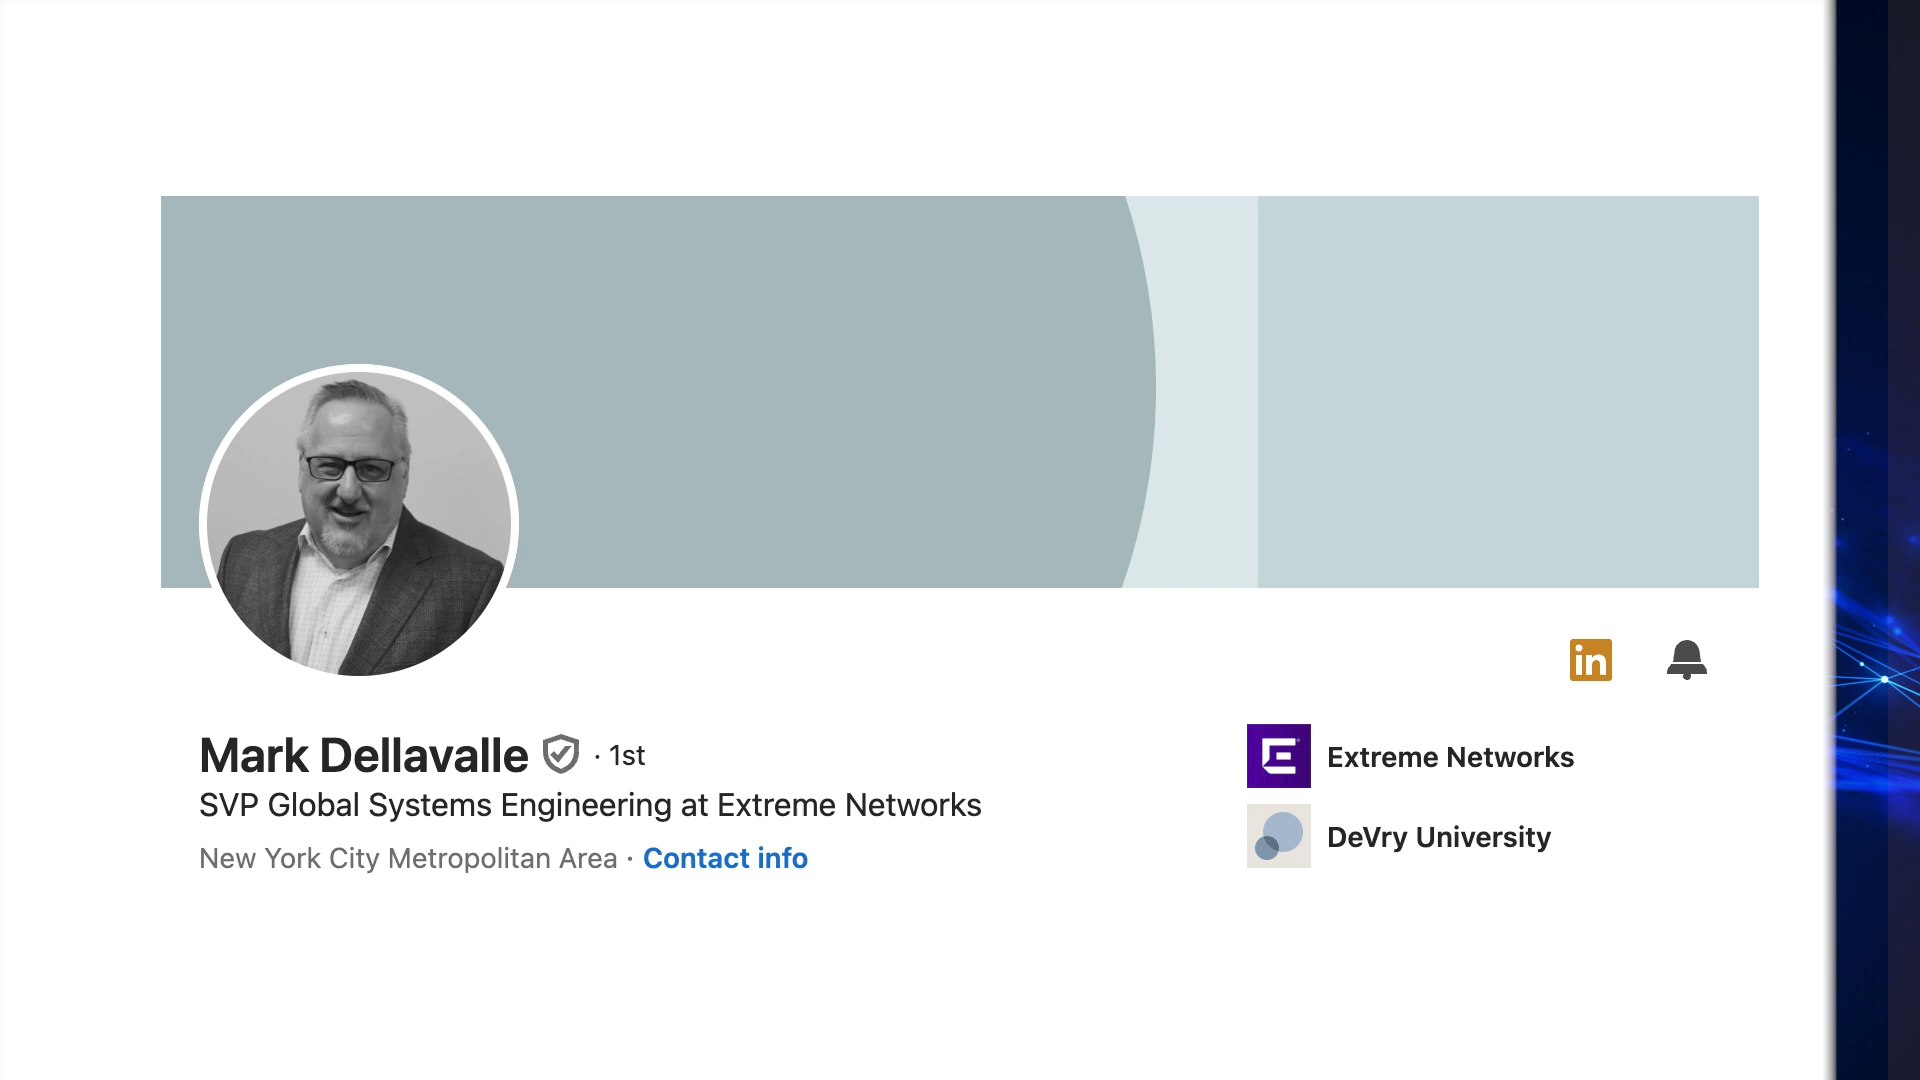 in
Mark Dellavalle · 1st
SVP Global Systems Engineering at Extreme Networks
New York City Metropolitan Area · Contact info
Extreme Networks
DeVry University